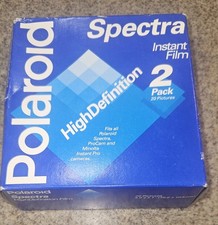 Polaroid
Spectra
Instant
Film
2
Pack
20 Pictures
HighDefinition
Fits all
Polaroid
Spectra,
ProCam and
Minolta
Instant Pro
cameras.
Polaroid
Spectra